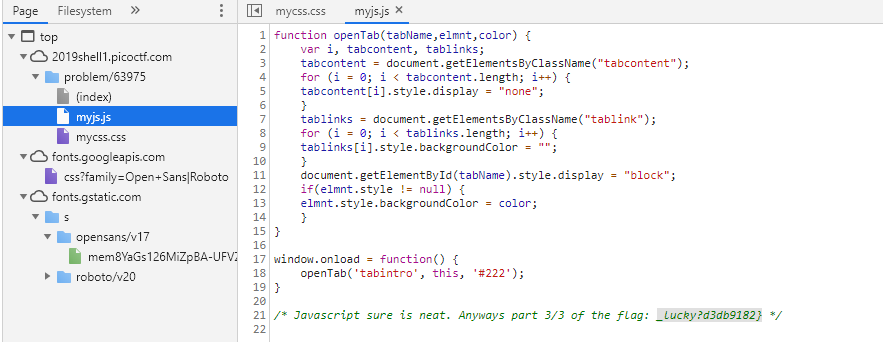 Page Filesystem » ⋮ mycss.css myjs.js ×
top
2019shell1.picoctf.com
problem/63975
(index)
myjs.js
mycss.css
fonts.googleapis.com
css?family=Open+Sans|Roboto
fonts.gstatic.com
s
opensans/v17
mem8YaGs126MiZpBA-UFVZ
roboto/v20
1 function openTab(tabName,elmnt,color) {
2 var i, tabcontent, tablinks;
3 tabcontent = document.getElementsByClassName("tabcontent");
4 for (i = 0; i < tabcontent.length; i++) {
5 tabcontent[i].style.display = "none";
6 }
7 tablinks = document.getElementsByClassName("tablink");
8 for (i = 0; i < tablinks.length; i++) {
9 tablinks[i].style.backgroundColor = "";
10 }
11 document.getElementById(tabName).style.display = "block";
12 if(elmnt.style != null) {
13 elmnt.style.backgroundColor = color;
14 }
15 }
16
17 window.onload = function() {
18 openTab('tabintro', this, '#222');
19 }
20
21 /* Javascript sure is neat. Anyways part 3/3 of the flag: _lucky?d3db9182} */
22